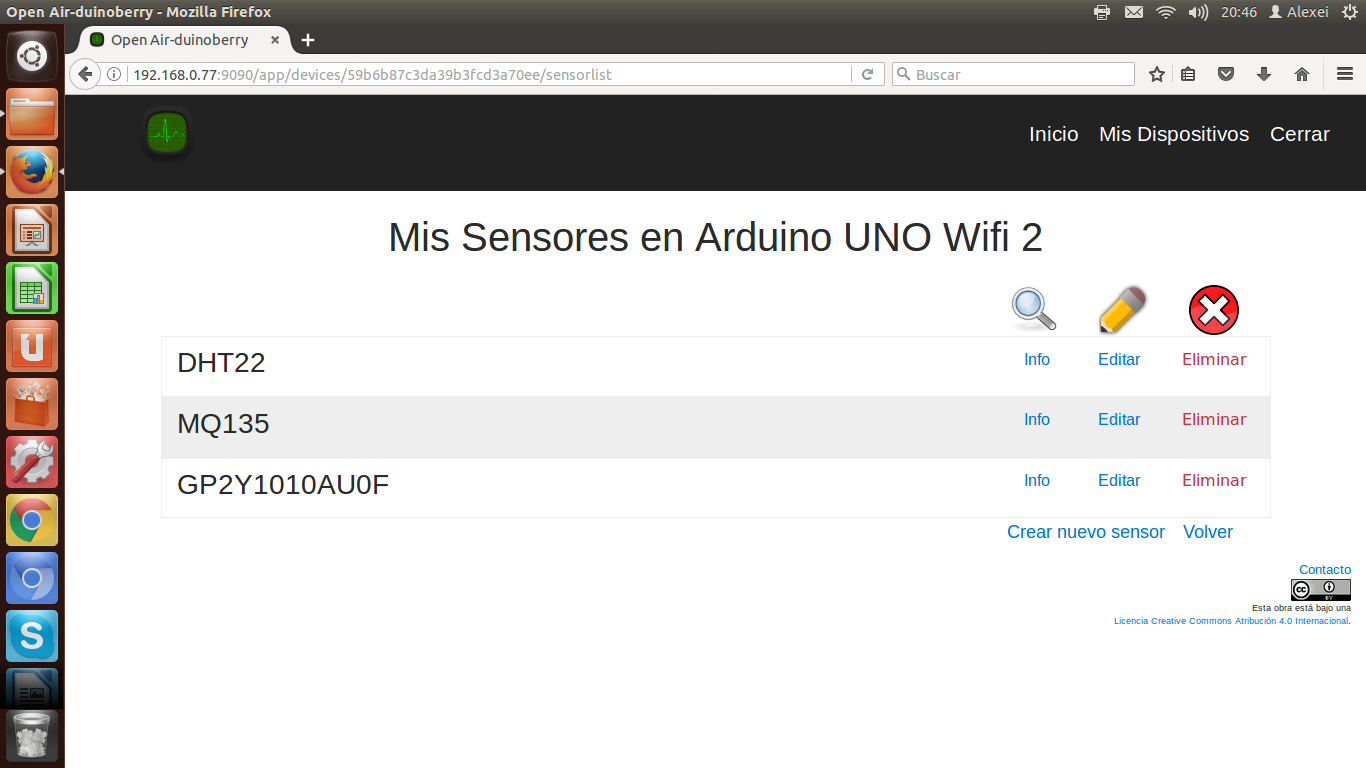 Open Air-duinoberry - Mozilla Firefox
20:46 Alexei
Open Air-duinoberry
192.168.0.77:9090/app/devices/59b6b87c3da39b3fcd3a70ee/sensorlist
Buscar
Inicio Mis Dispositivos Cerrar
Mis Sensores en Arduino UNO Wifi 2
DHT22 Info Editar Eliminar
MQ135 Info Editar Eliminar
GP2Y1010AU0F Info Editar Eliminar
Crear nuevo sensor Volver
Contacto
cc BY
Esta obra está bajo una
Licencia Creative Commons Atribución 4.0 Internacional.